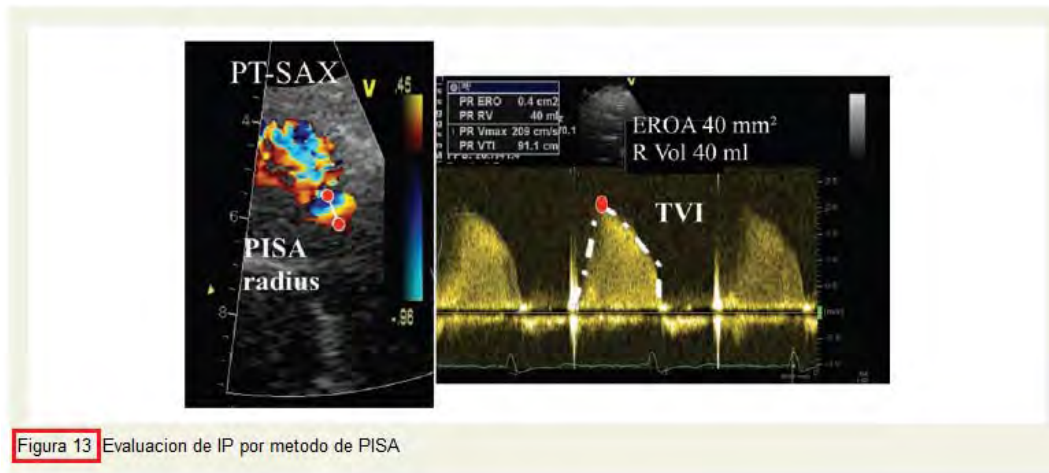 PT-SAX
V
.45
4
6
8
PISA
radius
-.96
PR ERO 0.4 cm2
PR RV 40 ml
PR Vmax 209 cm/s
PR VTI 91.1 cm
V
EROA 40 mm²
R Vol 40 ml
TVI
Figura 13 Evaluacion de IP por metodo de PISA